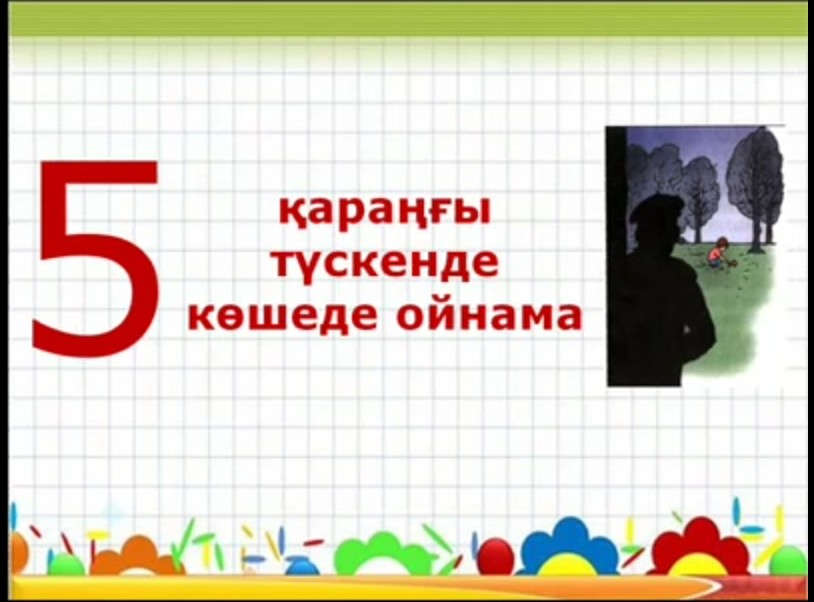 5
қараңғы
түскенде
көшеде ойнама